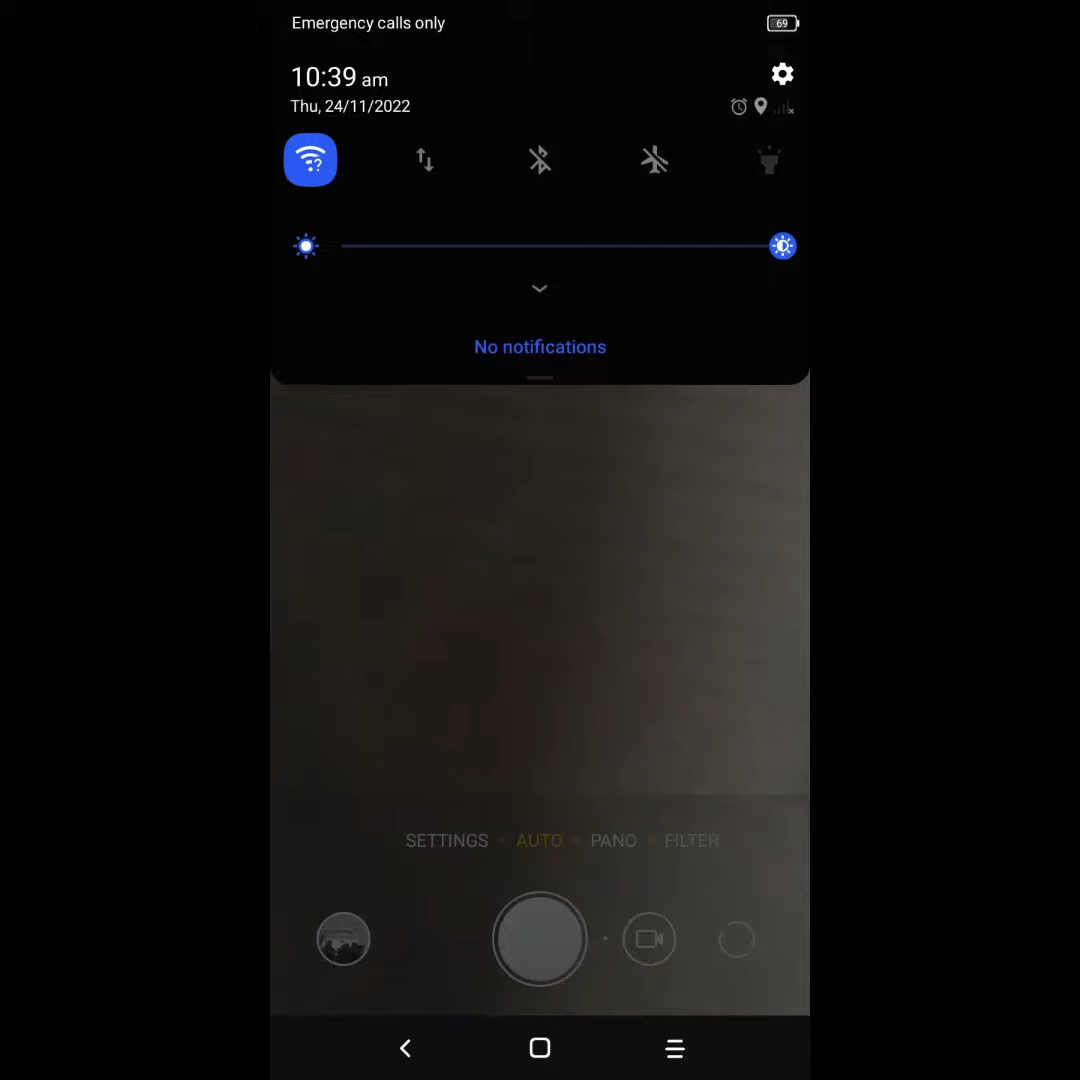 Emergency calls only
69
10:39 am
Thu, 24/11/2022
No notifications
SETTINGS • AUTO • PANO • FILTER